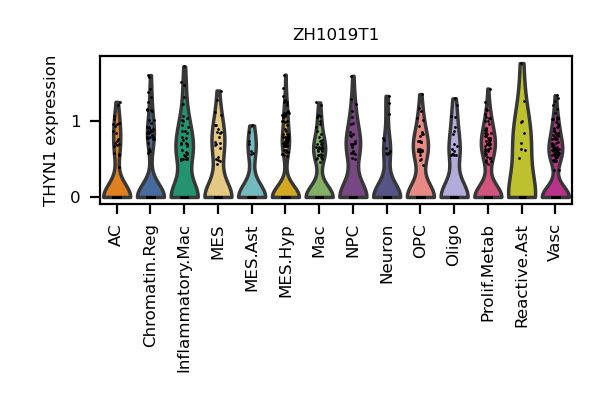 ZH1019T1
THYN1 expression
1
0
AC
Chromatin.Reg
Inflammatory.Mac
MES
MES.Ast
MES.Hyp
Mac
NPC
Neuron
OPC
Oligo
Prolif.Metab
Reactive.Ast
Vasc